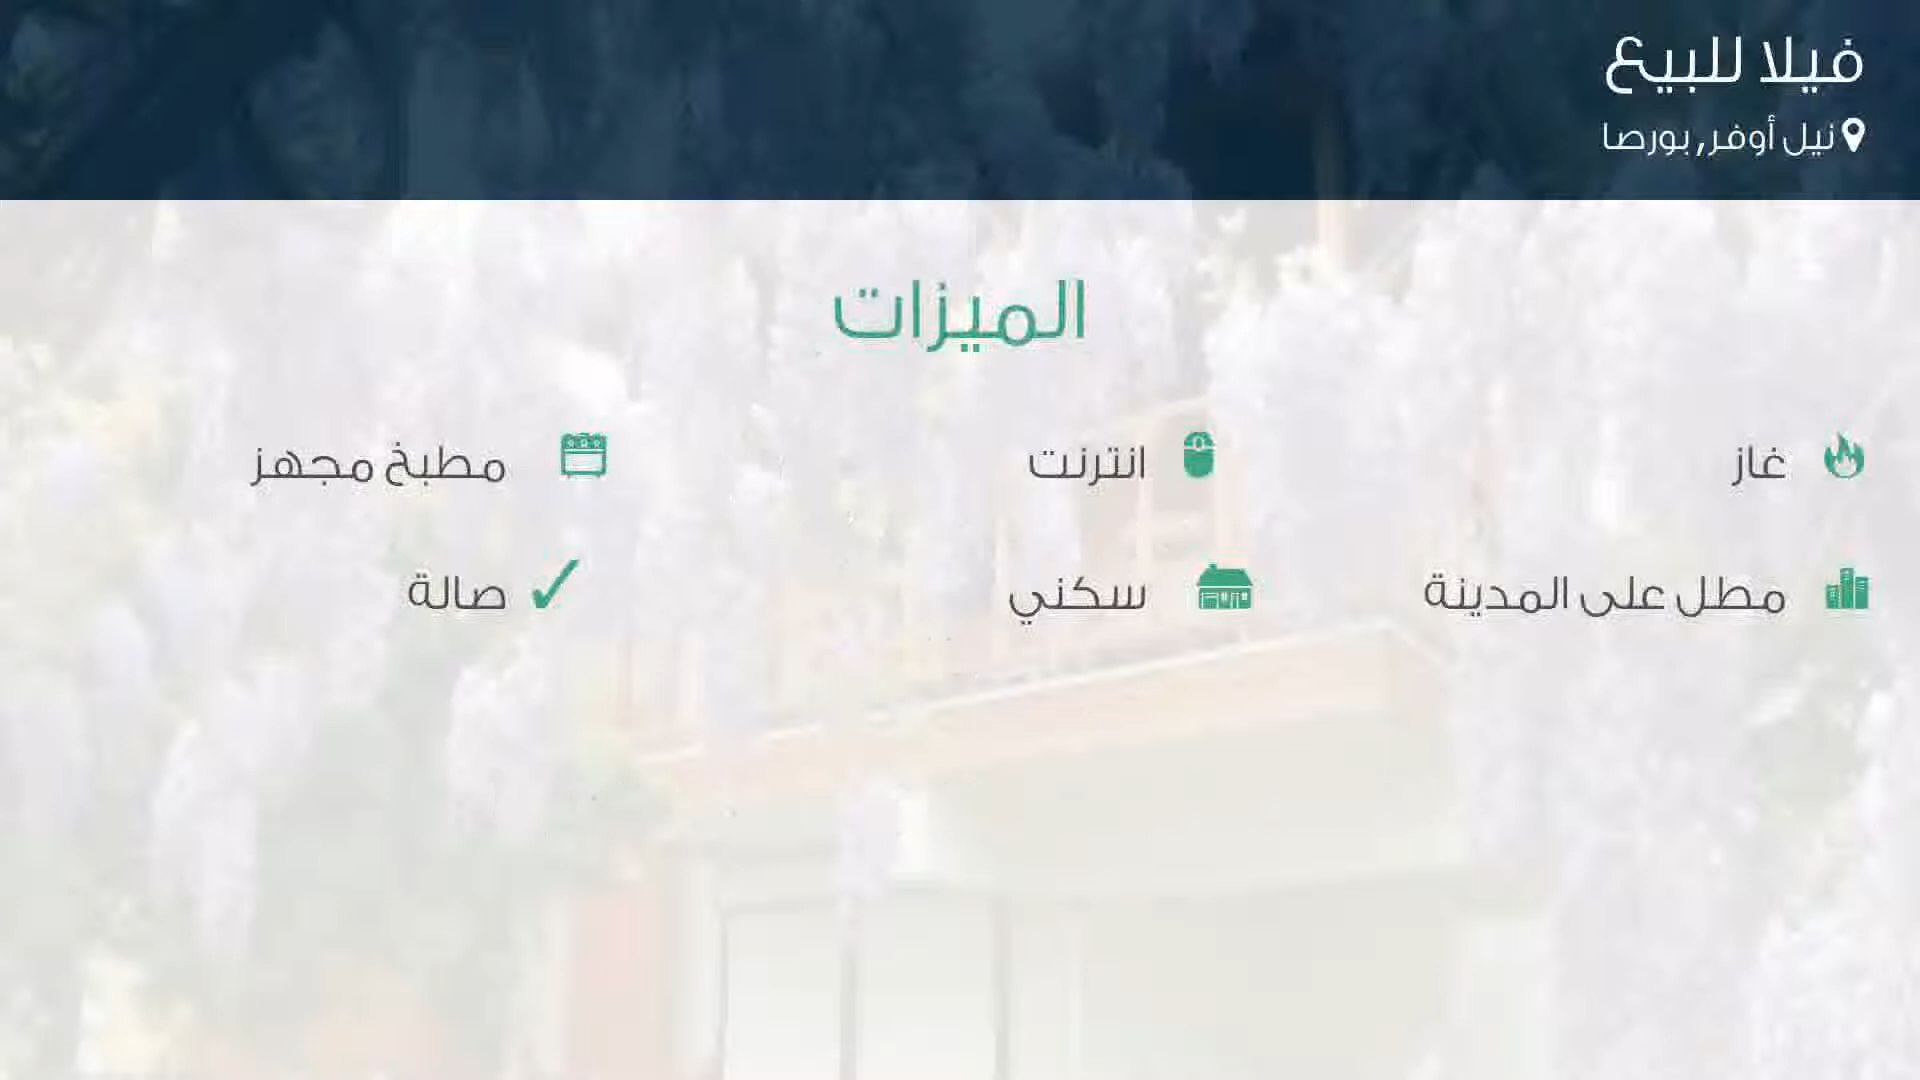 فيلا للبيع
نيل أوفر, بورصا
الميزات
غاز
انترنت
مطبخ مجهز
مطل على المدينة
سكني
صالة